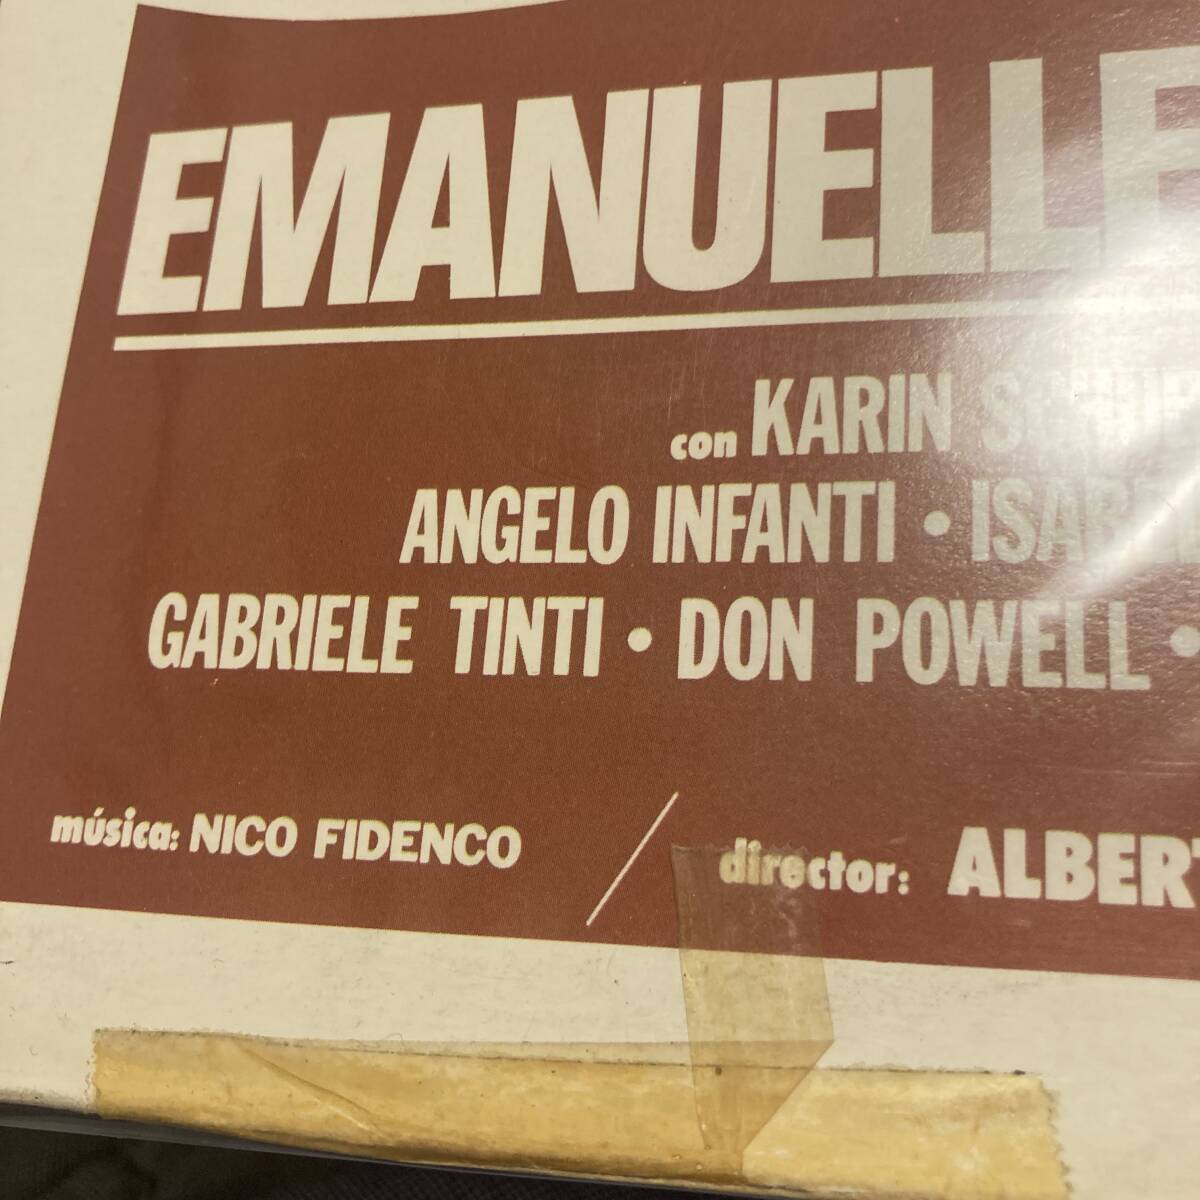 EMANUELLE
con KARIN
ANGELO INFANTI •
GABRIELE TINTI • DON POWELL •
música: NICO FIDENCO / director: ALBERT